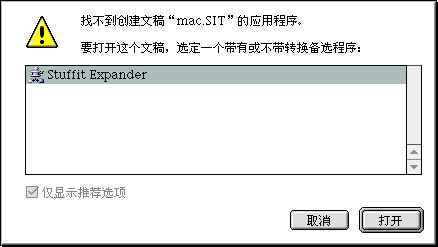 找不到创建文稿“mac.SIT”的应用程序。
要打开这个文稿，选定一个带有或不带转换备选程序：
Stuffit Expander
仅显示推荐选项
取消
打开